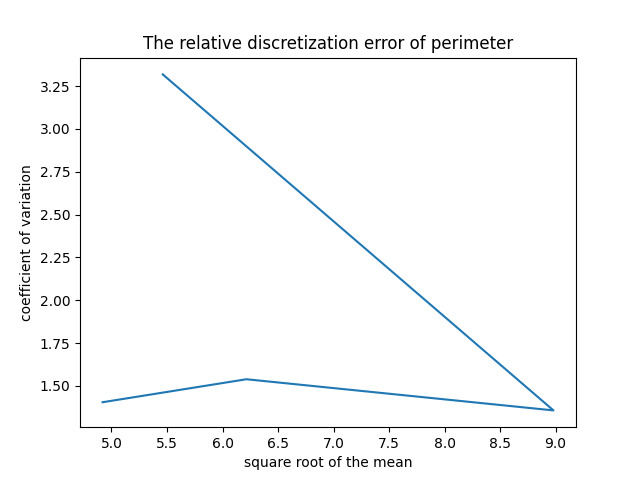 The relative discretization error of perimeter
3.25
3.00
2.75
2.50
2.25
2.00
1.75
1.50
coefficient of variation
5.0 5.5 6.0 6.5 7.0 7.5 8.0 8.5 9.0
square root of the mean